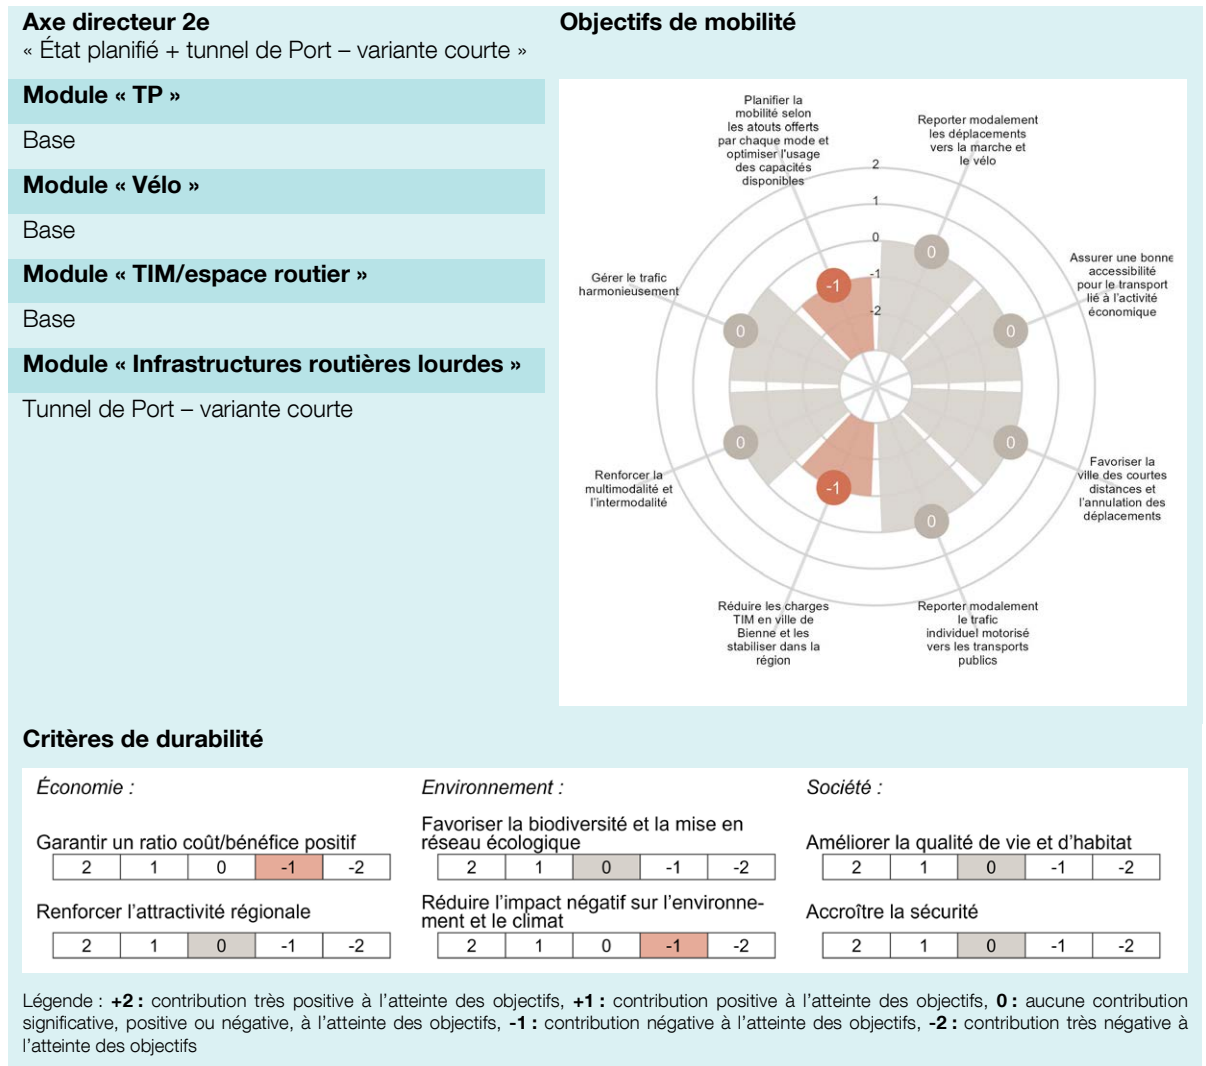 Axe directeur 2e
« État planifié + tunnel de Port – variante courte »
Module « TP »
Base
Module « Vélo »
Base
Module « TIM/espace routier »
Base
Module « Infrastructures routières lourdes »
Tunnel de Port – variante courte
Objectifs de mobilité
Planifier la
mobilité selon
les atouts offerts
par chaque mode et
optimiser l'usage
des capacités
disponibles
Reporter modalement
les déplacements
vers la marche et
le vélo
Assurer une bonne
accessibilité
pour le transport
lié à l'activité
économique
Favoriser la
ville des courtes
distances et
l'annulation des
déplacements
Reporter modalement
le trafic
individuel motorisé
vers les transports
publics
Réduire les charges
TIM en ville de
Bienne et les
stabiliser dans la
région
Renforcer la
multimodalité et
l'intermodalité
Gérer le trafic
harmonieusement
2
1
0
-1
-2
0
0
0
0
-1
0
0
-1
Critères de durabilité
Économie :
Garantir un ratio coût/bénéfice positif
2 1 0 -1 -2
Renforcer l'attractivité régionale
2 1 0 -1 -2
Environnement :
Favoriser la biodiversité et la mise en
réseau écologique
2 1 0 -1 -2
Réduire l'impact négatif sur l'environne-
ment et le climat
2 1 0 -1 -2
Société :
Améliorer la qualité de vie et d'habitat
2 1 0 -1 -2
Accroître la sécurité
2 1 0 -1 -2
Légende : +2 : contribution très positive à l'atteinte des objectifs, +1 : contribution positive à l'atteinte des objectifs, 0 : aucune contribution
significative, positive ou négative, à l'atteinte des objectifs, -1 : contribution négative à l'atteinte des objectifs, -2 : contribution très négative à
l'atteinte des objectifs